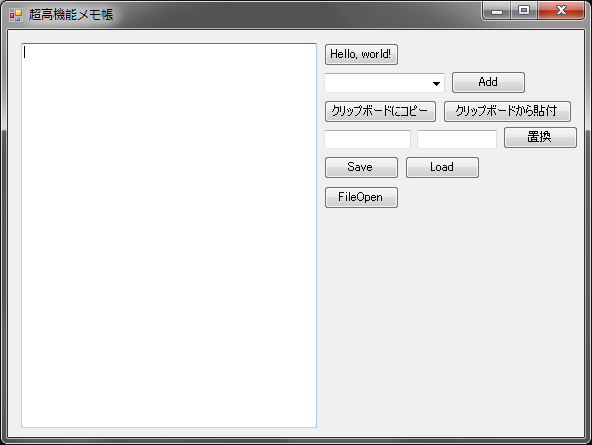 超高機能メモ帳
Hello, world!
Add
クリップボードにコピー クリップボードから貼付
置換
Save Load
FileOpen